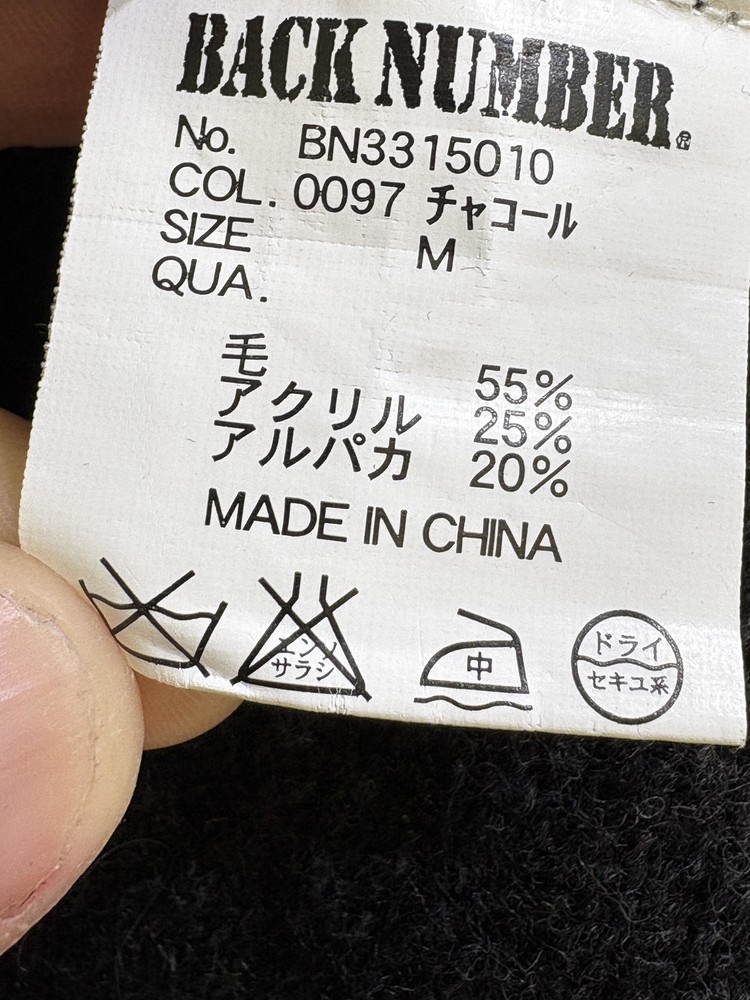 BACK NUMBER®
No. BN3315010
COL. 0097 チャコール
SIZE M
QUA.
毛 55%
アクリル 25%
アルパカ 20%
MADE IN CHINA
エンソ
サラシ
中
ドライ
セキユ系